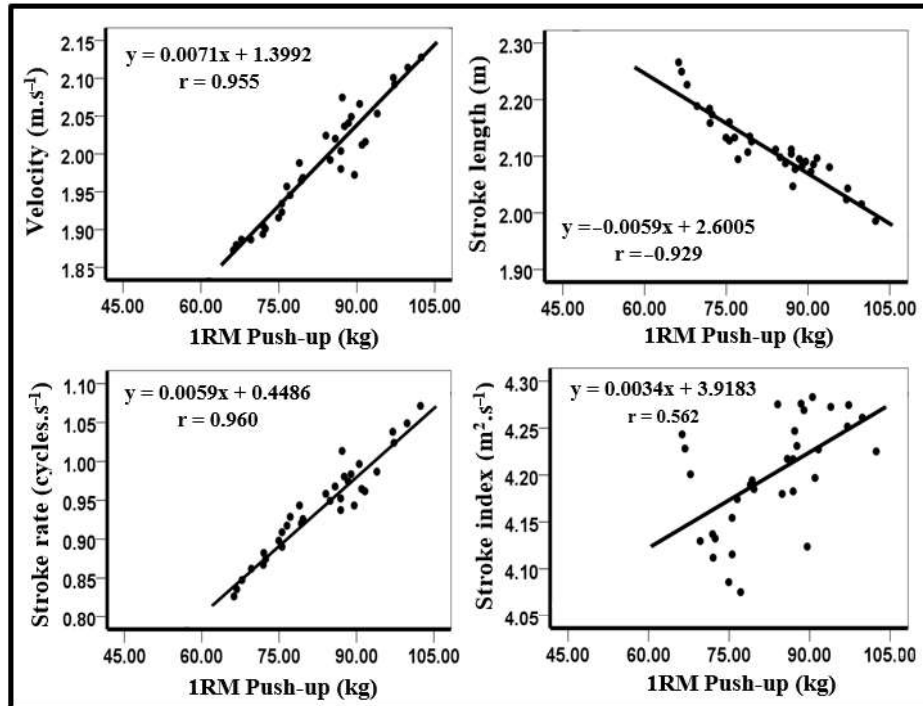 y = 0.0071x + 1.3992
r = 0.955
Velocity (m.s⁻¹)
2.15
2.10
2.05
2.00
1.95
1.90
1.85
45.00 60.00 75.00 90.00 105.00
1RM Push-up (kg)
Stroke length (m)
2.30
2.20
2.10
2.00
1.90
y =−0.0059x + 2.6005
r =−0.929
45.00 60.00 75.00 90.00 105.00
1RM Push-up (kg)
y = 0.0059x + 0.4486
r = 0.960
Stroke rate (cycles.s⁻¹)
1.10
1.00
0.95
0.90
0.85
0.80
45.00 60.00 75.00 90.00 105.00
1RM Push-up (kg)
y = 0.0034x + 3.9183
r = 0.562
Stroke index (m².s⁻¹)
4.30
4.25
4.20
4.15
4.10
4.05
45.00 60.00 75.00 90.00 105.00
1RM Push-up (kg)